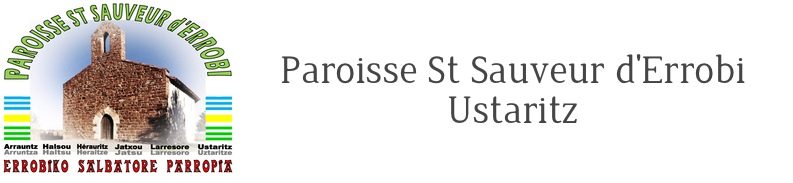 PAROISSE ST SAUVEUR d'ERROBI
Arrauntz Halsou Hérauritz Jatxou Larressore Ustaritz
Arruntza Haltsu Heraitze Jatsu Larresoro Uztaritze
ERROBIKO SALBATORE PARROPIA
Paroisse St Sauveur d'Errobi
Ustaritz